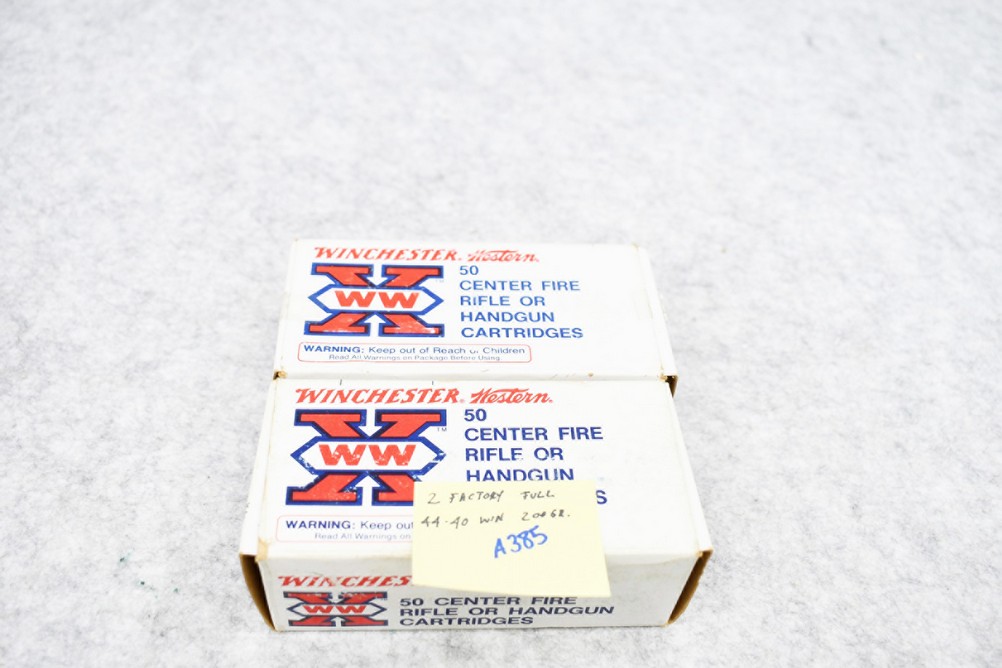 WINCHESTER. Western.
WW
50
CENTER FIRE
RIFLE OR
HANDGUN
CARTRIDGES
WARNING: Keep out of Reach of Children
Read All Warnings on Package Before Using.
WINCHESTER. Western.
WW
TM
50
CENTER FIRE
RIFLE OR
HANDGUN
S
WARNING: Keep out
Read All Warnings on
2 FACTORY FULL
44-40 WIN 200GR.
A385
WINCHESTER
WW
50 CENTER FIRE
RIFLE OR HANDGUN
CARTRIDGES